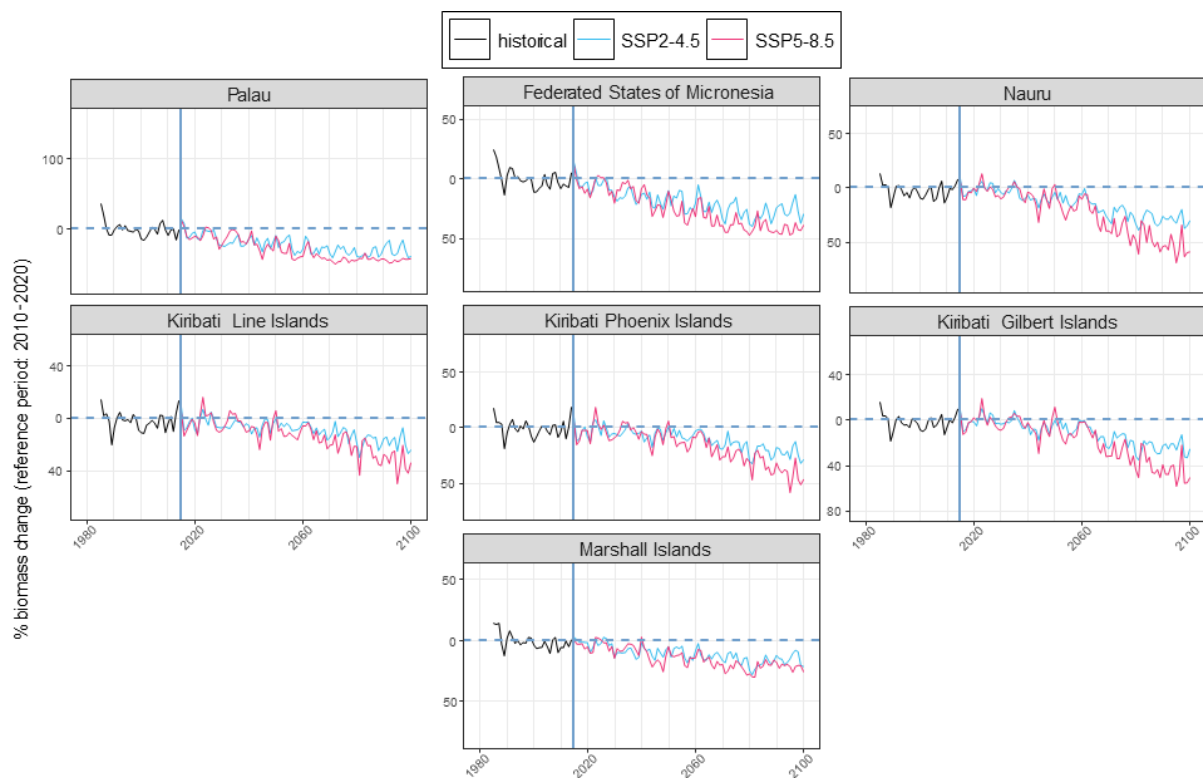 histoırcal SSP2-4.5 SSP5-8.5
Palau
Federated States of Micronesia
Nauru
100
0
50
0
50
50
0
50
Kiribati Line Islands
Kiribati Phoenix Islands
Kiribati Gilbert Islands
40
0
40
50
0
50
40
0
40
80
1980 2020 2060 2100
1980 2020 2060 2100
Marshall Islands
50
0
50
1980 2020 2060 2100
% biomass change (reference period: 2010-2020)